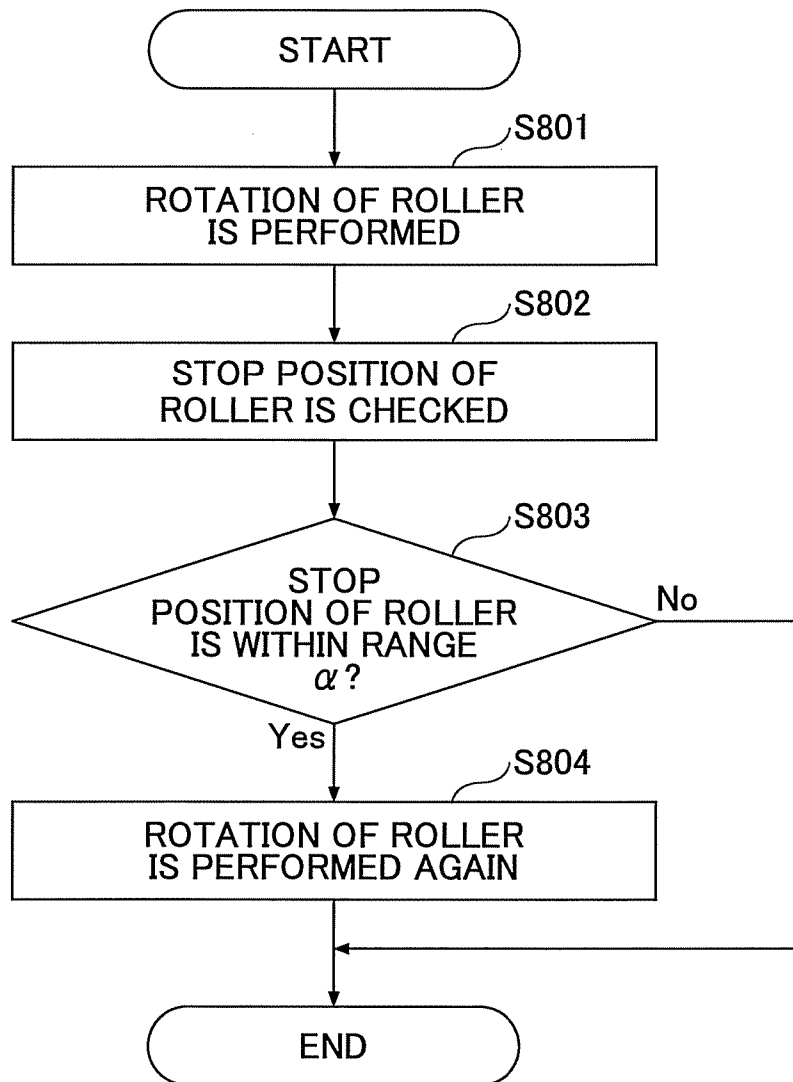 START
S801
ROTATION OF ROLLER
IS PERFORMED
S802
STOP POSITION OF
ROLLER IS CHECKED
S803
STOP
POSITION OF ROLLER
IS WITHIN RANGE
α?
No
Yes
S804
ROTATION OF ROLLER
IS PERFORMED AGAIN
END